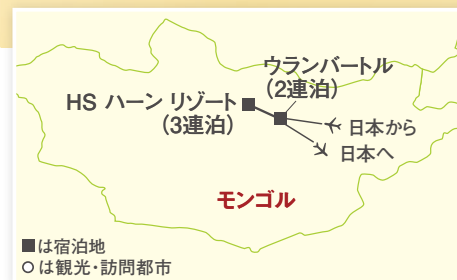 ウランバートル
(2連泊)
HS ハーン リゾート
(3連泊)
日本から
日本へ
モンゴル
■は宿泊地
○は観光・訪問都市